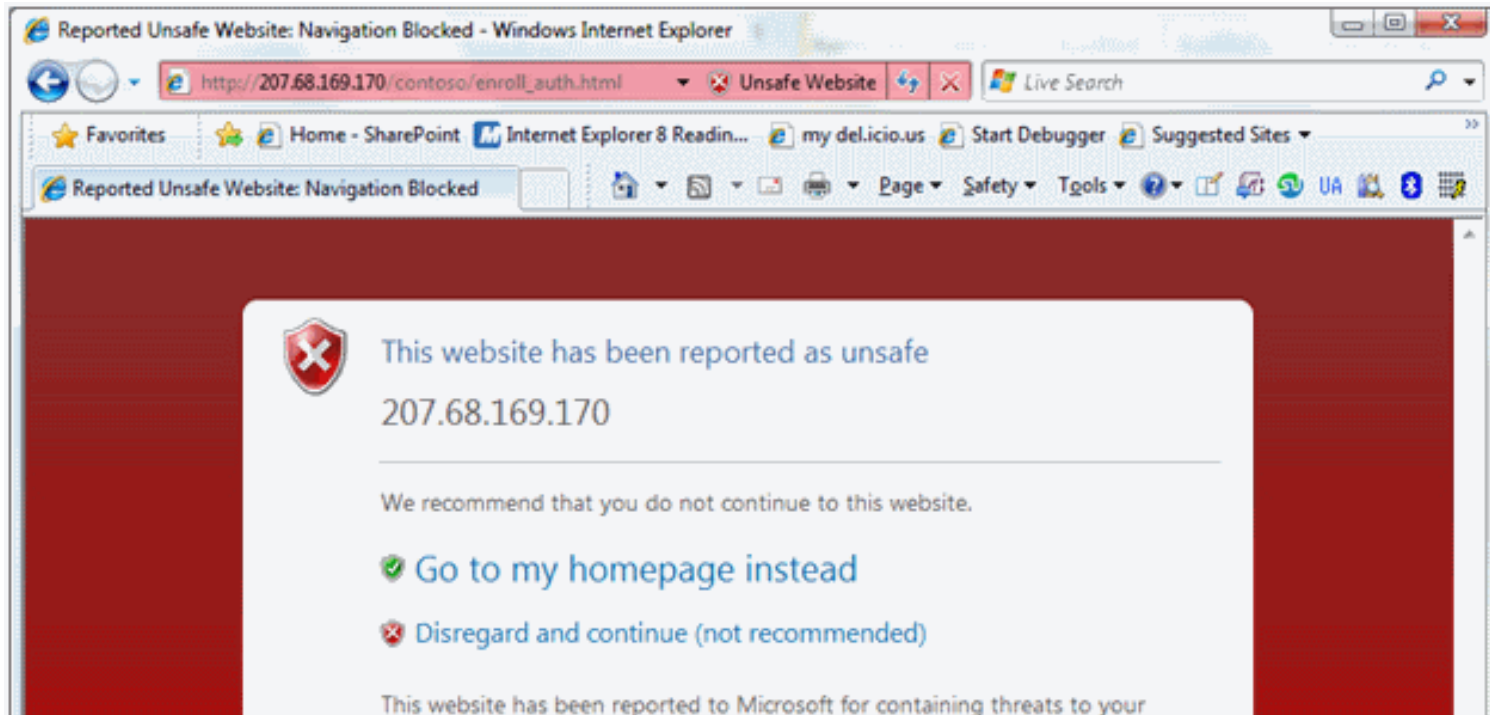 Reported Unsafe Website: Navigation Blocked - Windows Internet Explorer
http://207.68.169.170/contoso/enroll_auth.html Unsafe Website Live Search
Favorites Home - SharePoint Internet Explorer 8 Readin... my del.icio.us Start Debugger Suggested Sites
Reported Unsafe Website: Navigation Blocked Page Safety Tools UA
This website has been reported as unsafe
207.68.169.170
We recommend that you do not continue to this website.
Go to my homepage instead
Disregard and continue (not recommended)
This website has been reported to Microsoft for containing threats to your